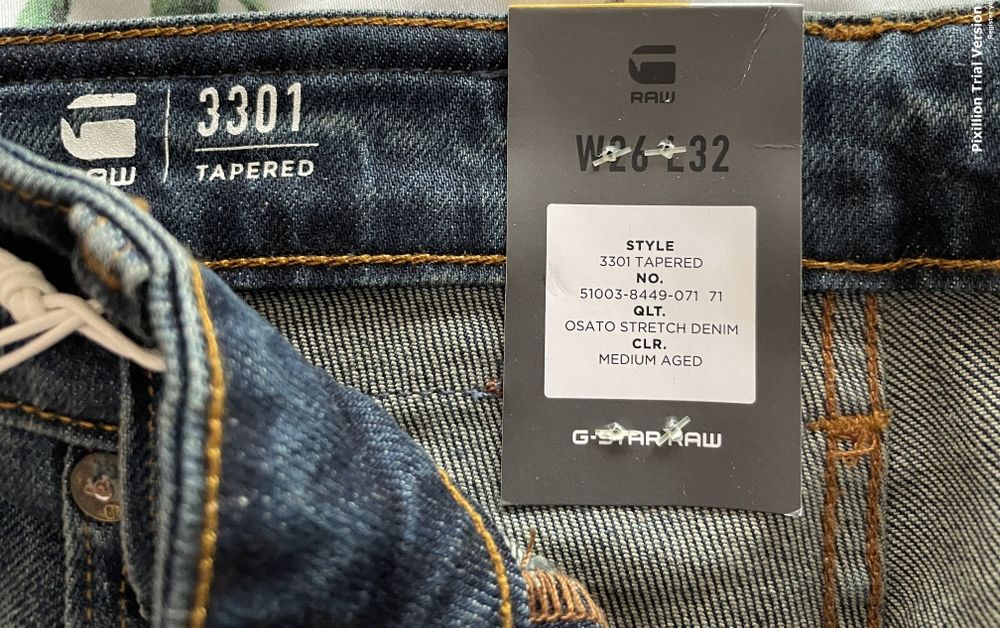 RAW
3301
TAPERED
RAW
W26 L32
STYLE
3301 TAPERED
NO.
51003-8449-071 71
QLT.
OSATO STRETCH DENIM
CLR.
MEDIUM AGED
G-STAR RAW
Pixillion Trial Version